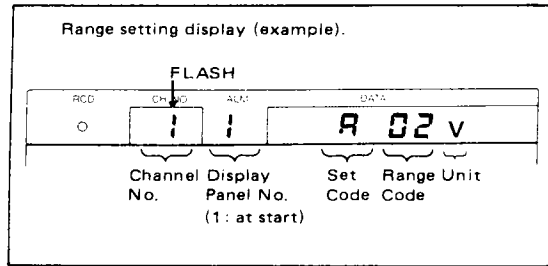 Range setting display (example).
FLASH
RCD CH. NO. ALM DATA
1 1 A 02 V
Channel Display Set Range Unit
No. Panel No. Code Code
(1: at start)